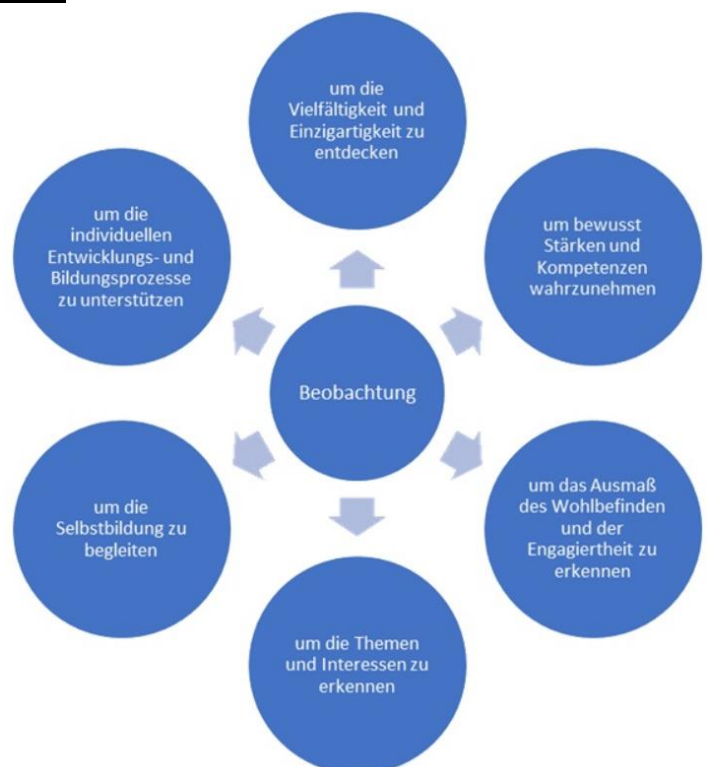 um die
Vielfältigkeit und
Einzigartigkeit zu
entdecken
um bewusst
Stärken und
Kompetenzen
wahrzunehmen
um das Ausmaß
des Wohlbefinden
und der
Engagiertheit zu
erkennen
um die Themen
und Interessen zu
erkennen
um die
Selbstbildung zu
begleiten
um die
individuellen
Entwicklungs- und
Bildungsprozesse
zu unterstützen
Beobachtung